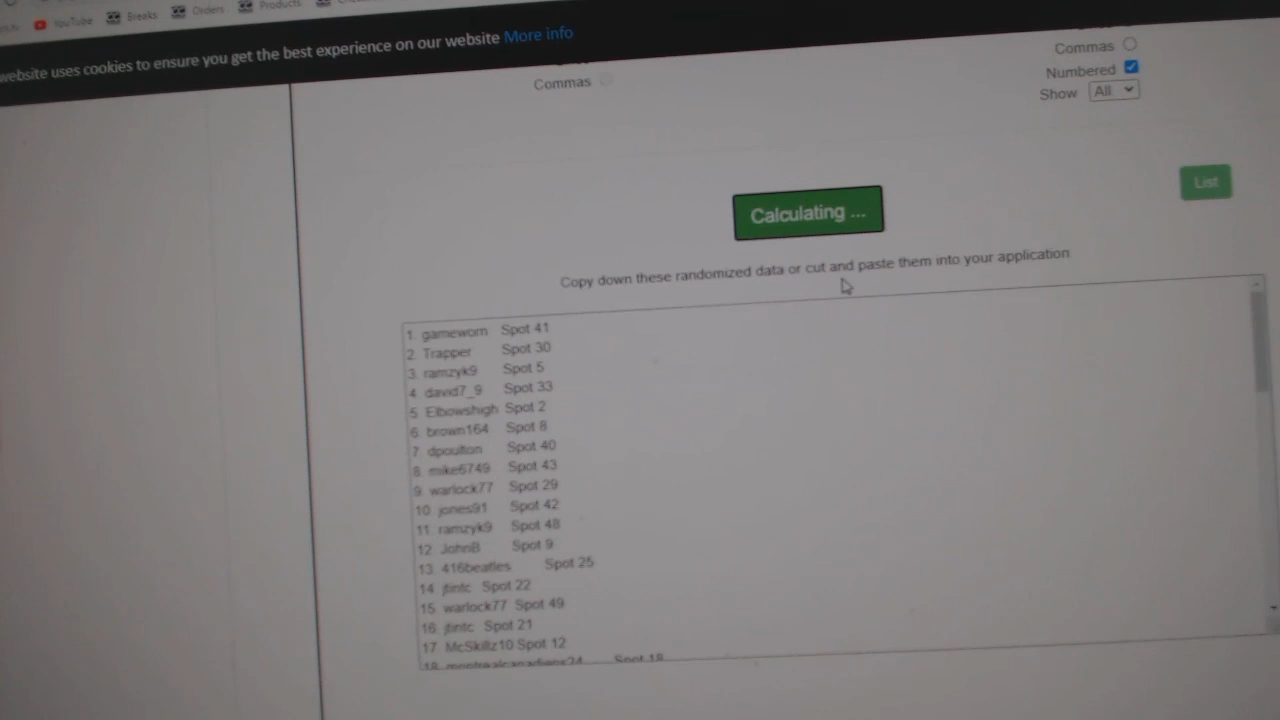 YouTube Breaks Orders Products
website uses cookies to ensure you get the best experience on our website More info
Commas
Commas
Numbered
Show All
List
Calculating ...
Copy down these randomized data or cut and paste them into your application
1. gameworn Spot 41
2. Trapper Spot 30
3. ramzyk9 Spot 5
4. david7_9 Spot 33
5. Elbowshigh Spot 2
6. brown164 Spot 8
7. dpoulton Spot 40
8. mike6749 Spot 43
9. warlock77 Spot 29
10. jones91 Spot 42
11. ramzyk9 Spot 48
12. JohnB Spot 9
13. 416beatles Spot 25
14. jtintc Spot 22
15. warlock77 Spot 49
16. jtintc Spot 21
17. McSkillz10 Spot 12
18. montrealcanadiens24 Spot 18